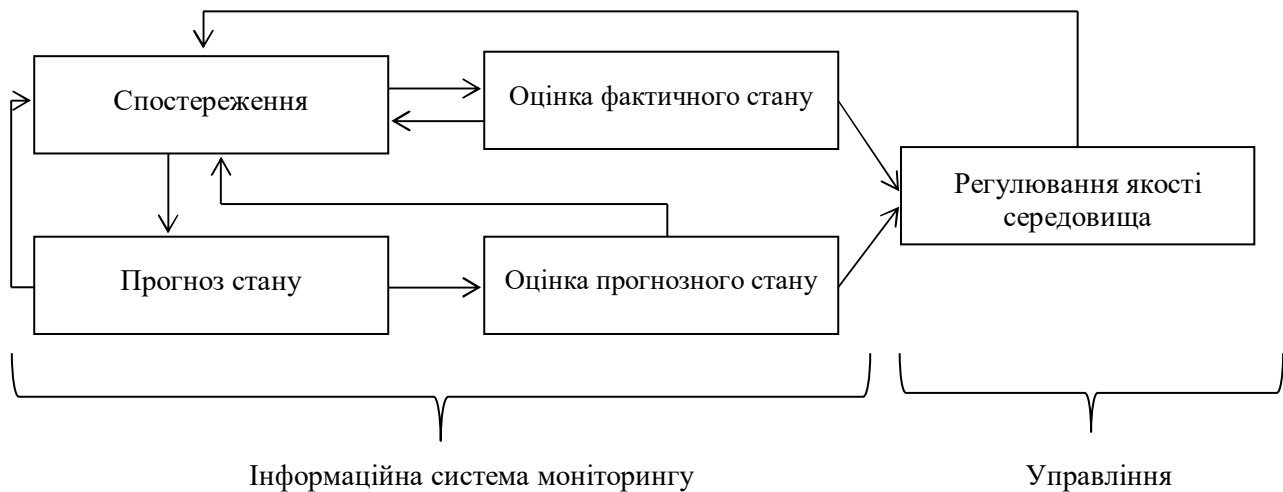 Спостереження
Оцінка фактичного стану
Регулювання якості
середовища
Прогноз стану
Оцінка прогнозного стану
Інформаційна система моніторингу
Управління